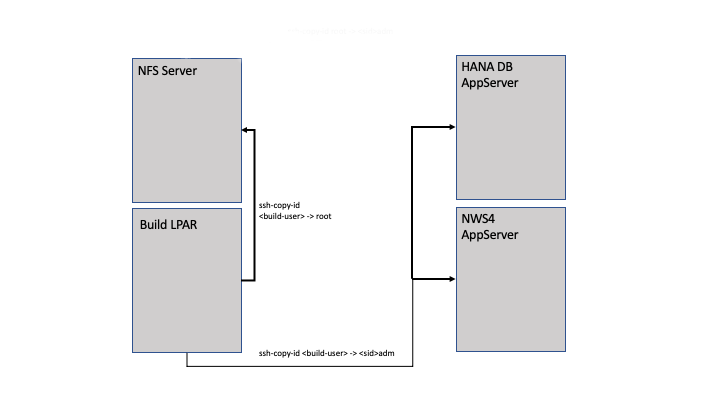 NFS Server
HANA DB
AppServer
ssh-copy-id
<build-user> -> root
Build LPAR
NWS4
AppServer
ssh-copy-id <build-user> -> <sid>adm